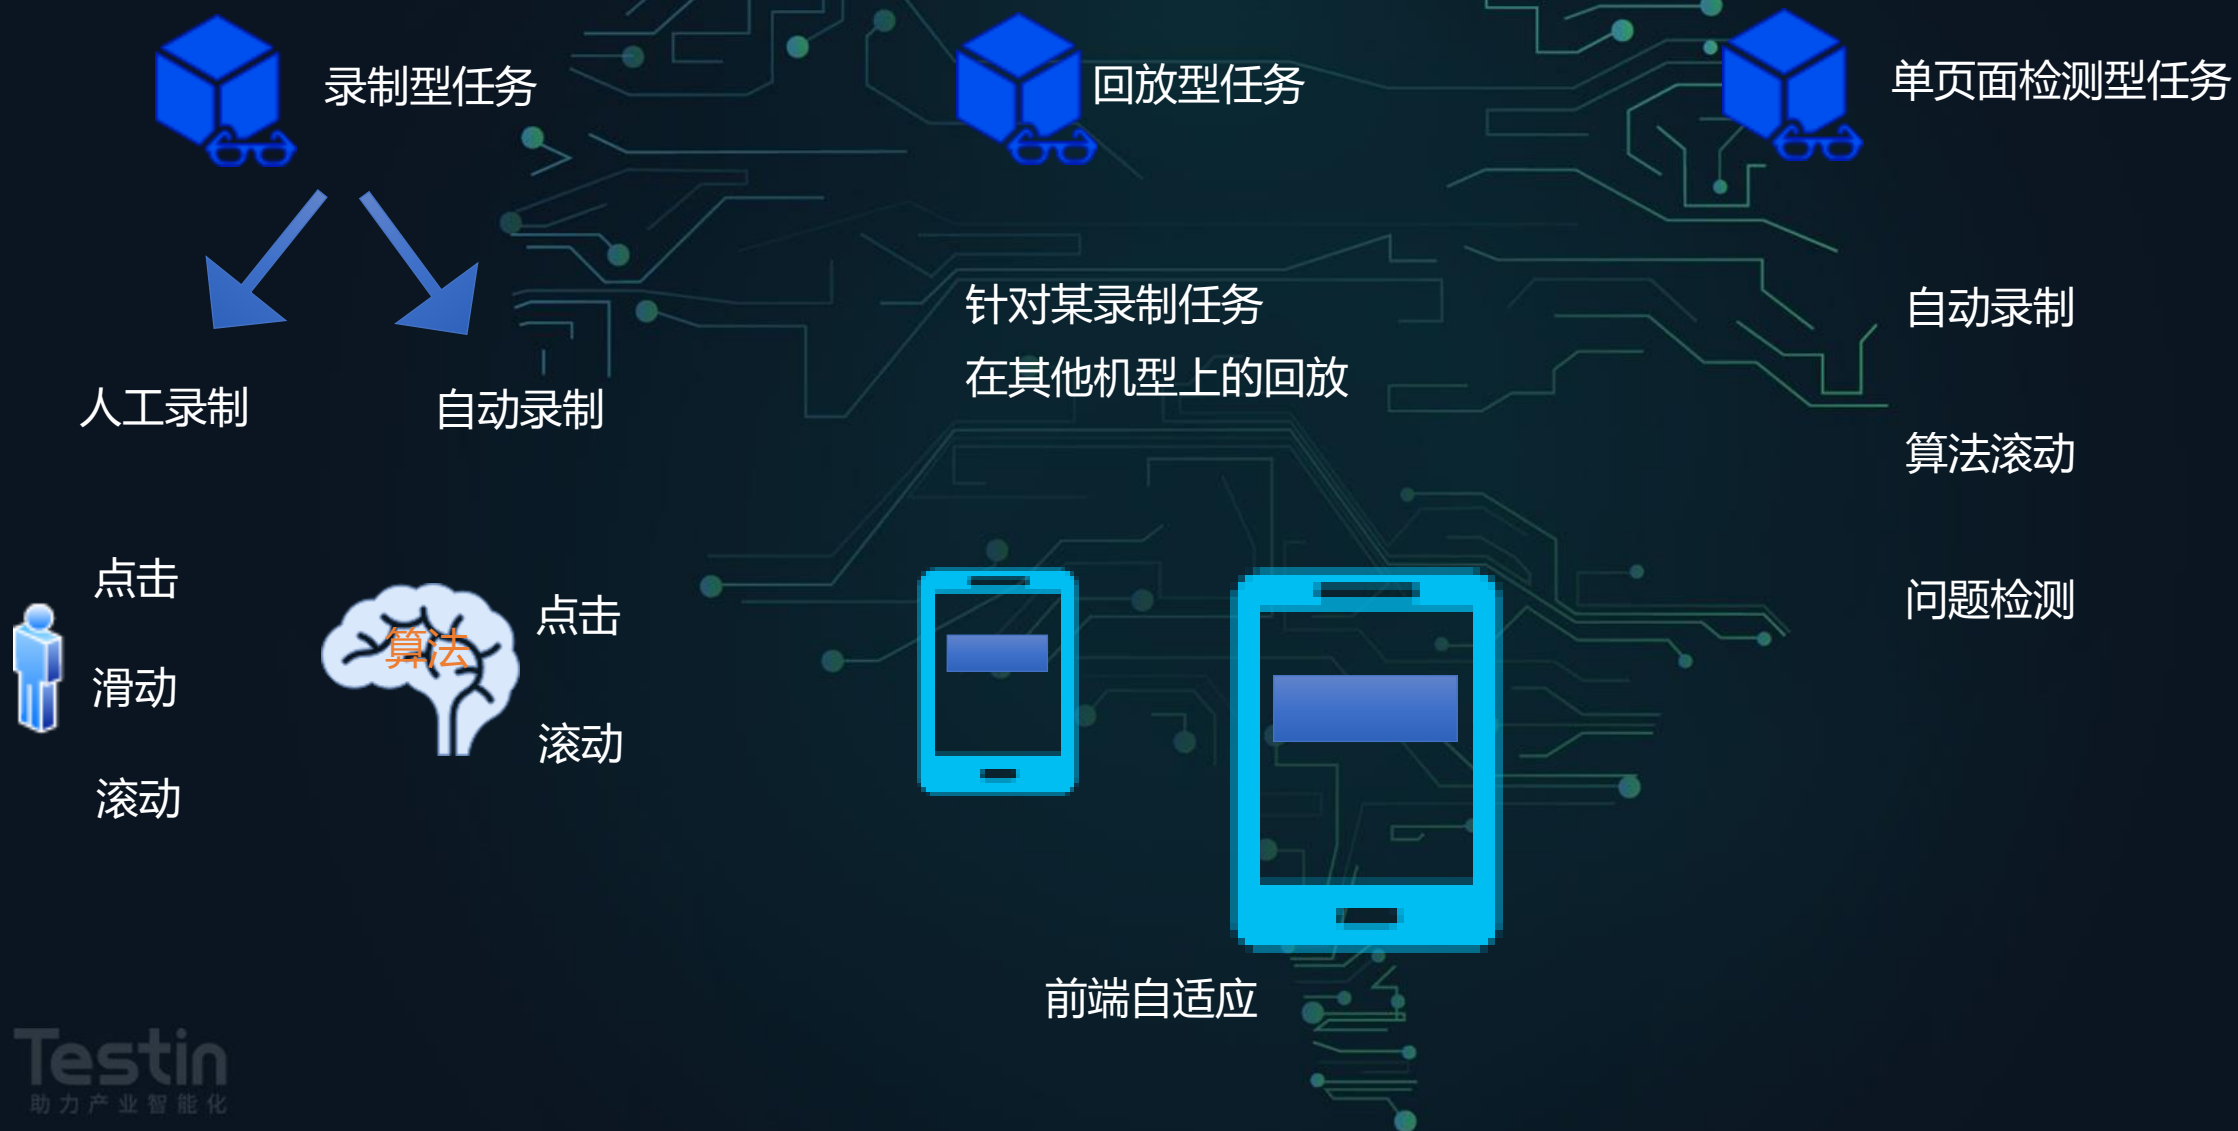 录制型任务
人工录制
自动录制
点击
滑动
滚动
算法
点击
滚动
回放型任务
针对某录制任务
在其他机型上的回放
前端自适应
单页面检测型任务
自动录制
算法滚动
问题检测
Testin
助力产业智能化